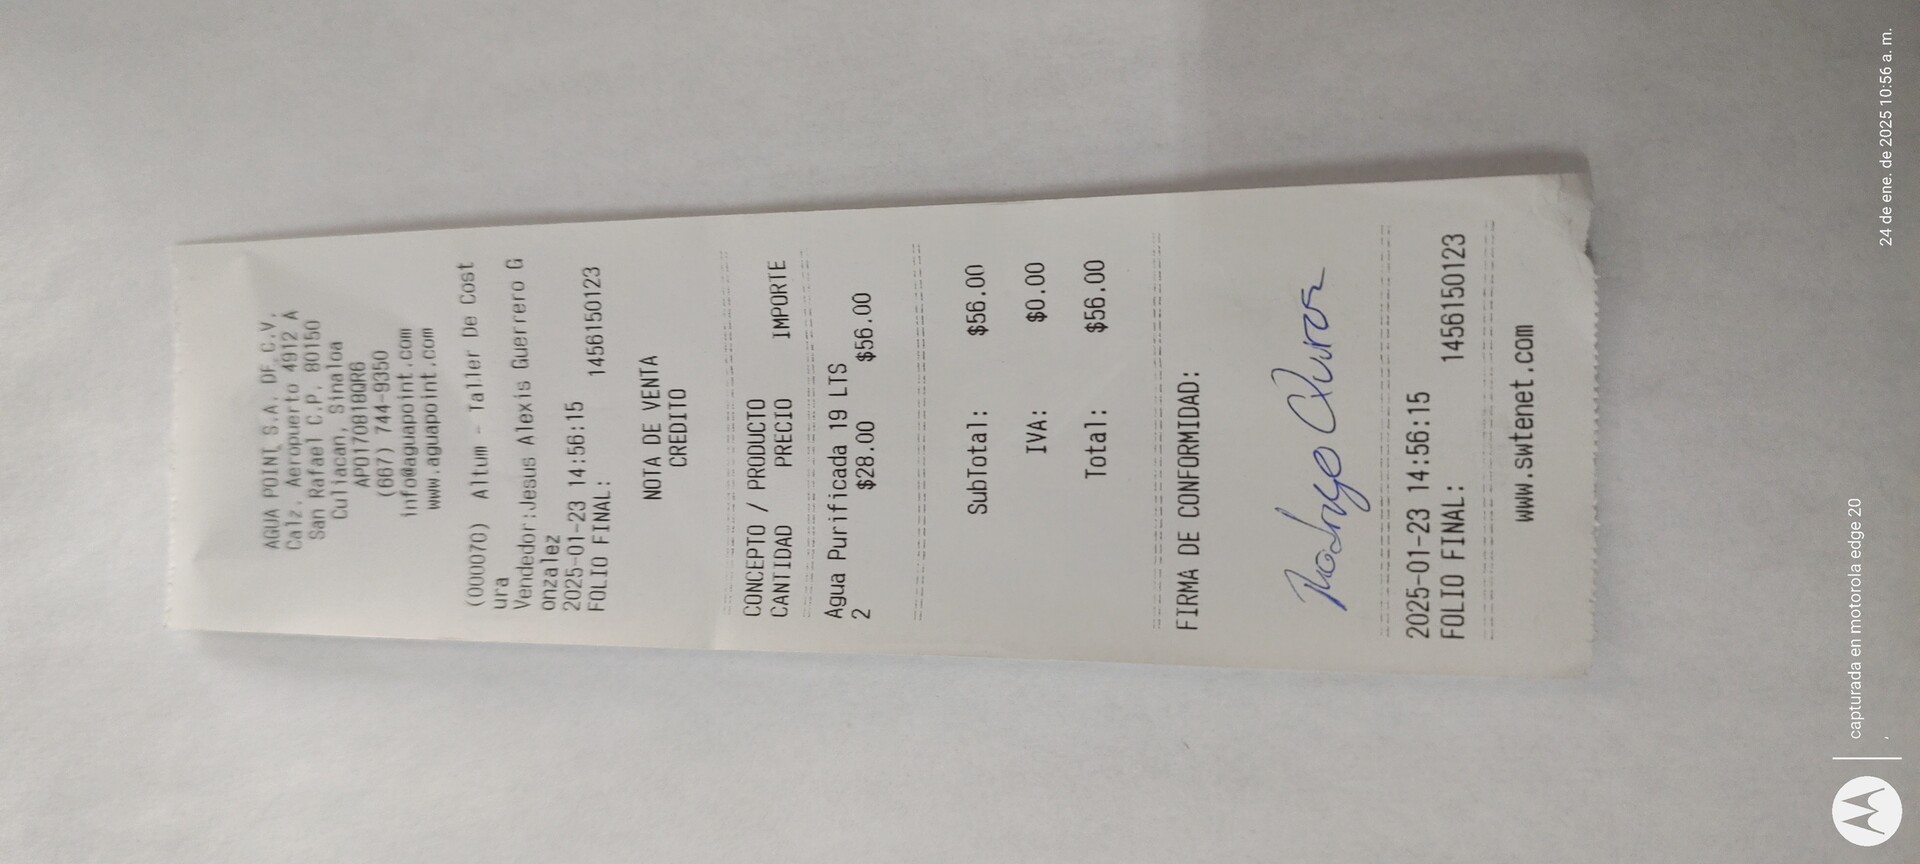 AGUA POINT S.A. DE C.V.
Calz. Aeropuerto 4912 A
San Rafael C.P. 80150
Culiacan, Sinaloa
APO170818QR6
(667) 744-9350
info@aguapoint.com
www.aguapoint.com
(000070) Altum - Taller De Cost
ura
Vendedor:Jesus Alexis Guerrero G
onzalez
2025-01-23 14:56:15
FOLIO FINAL: 1456150123
NOTA DE VENTA
CREDITO
CONCEPTO / PRODUCTO
CANTIDAD PRECIO IMPORTE
Agua Purificada 19 LTS
2 $28.00 $56.00
SubTotal: $56.00
IVA: $0.00
Total: $56.00
FIRMA DE CONFORMIDAD:
Rodrigo
2025-01-23 14:56:15
FOLIO FINAL: 1456150123
www.swtenet.com
capturada en motorola edge 20
,
24 de ene. de 2025 10:56 a. m.